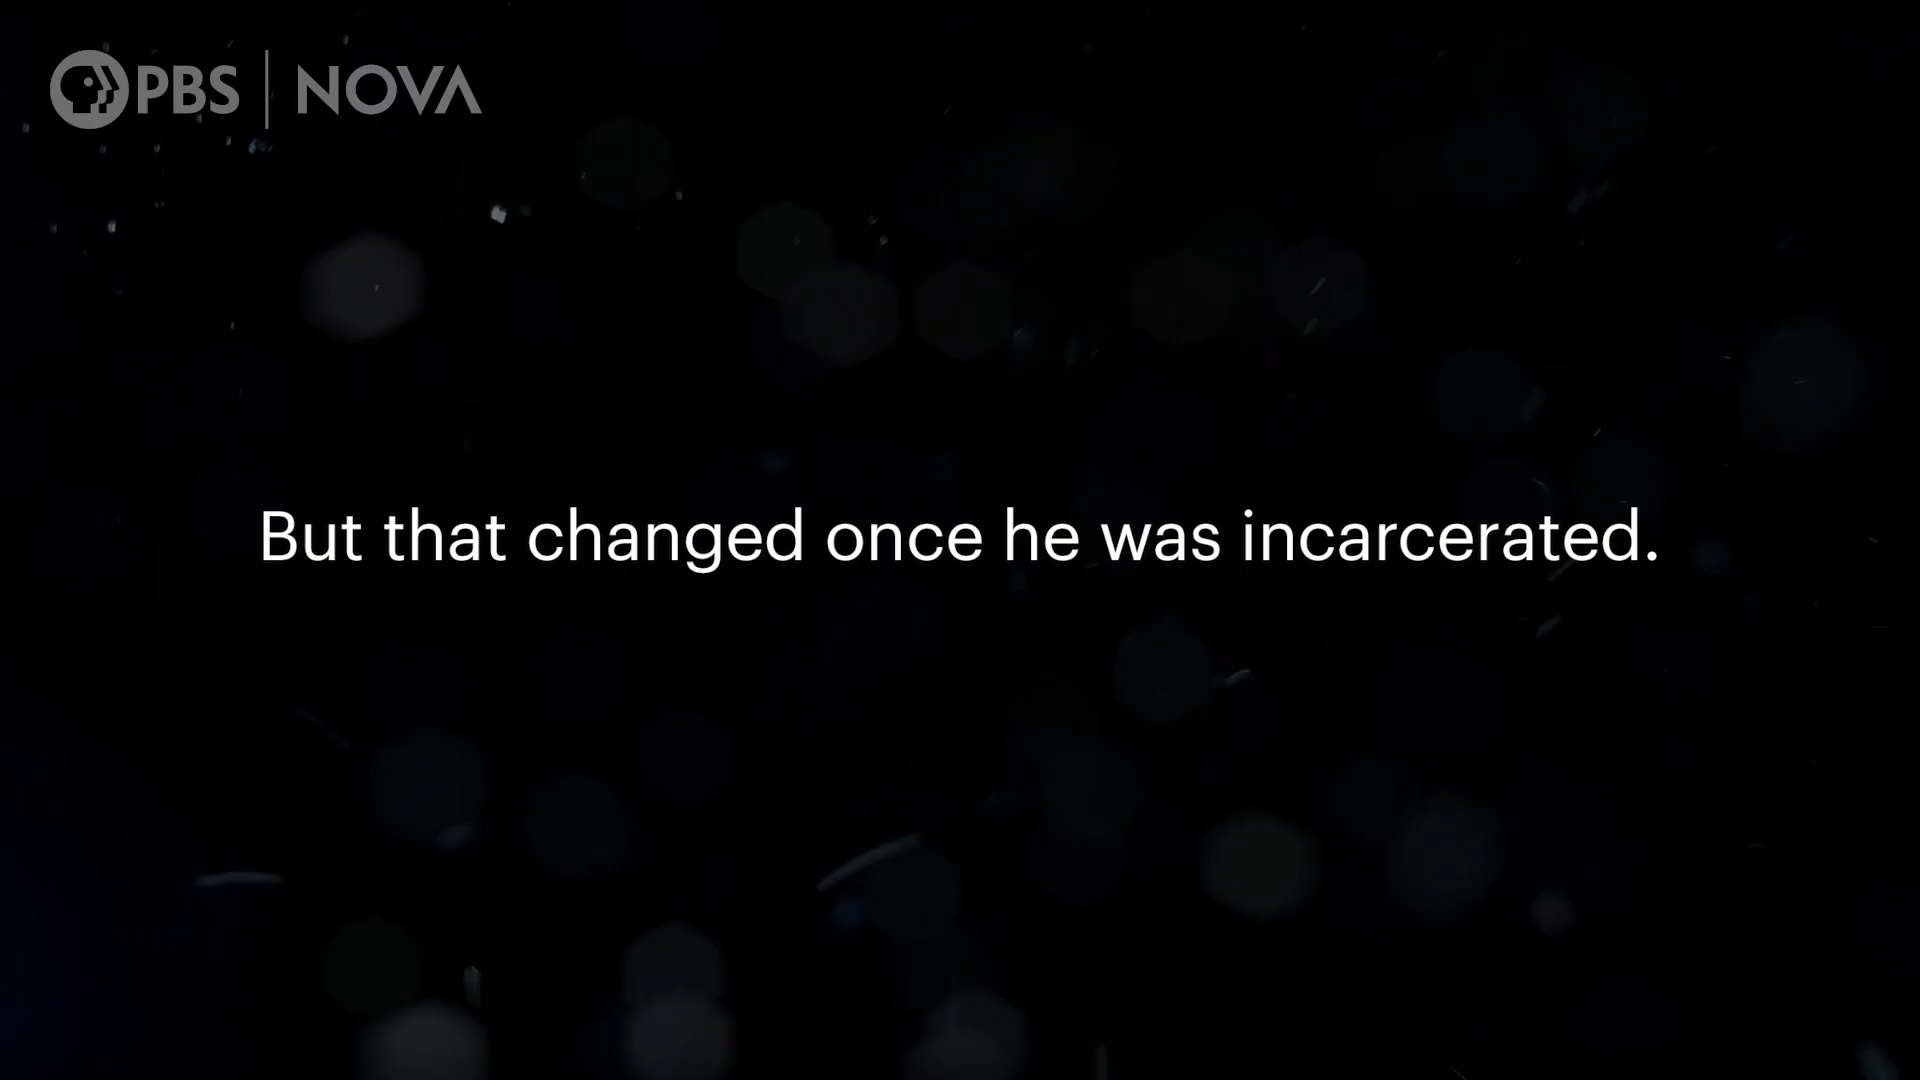 PBS | NOVA
But that changed once he was incarcerated.